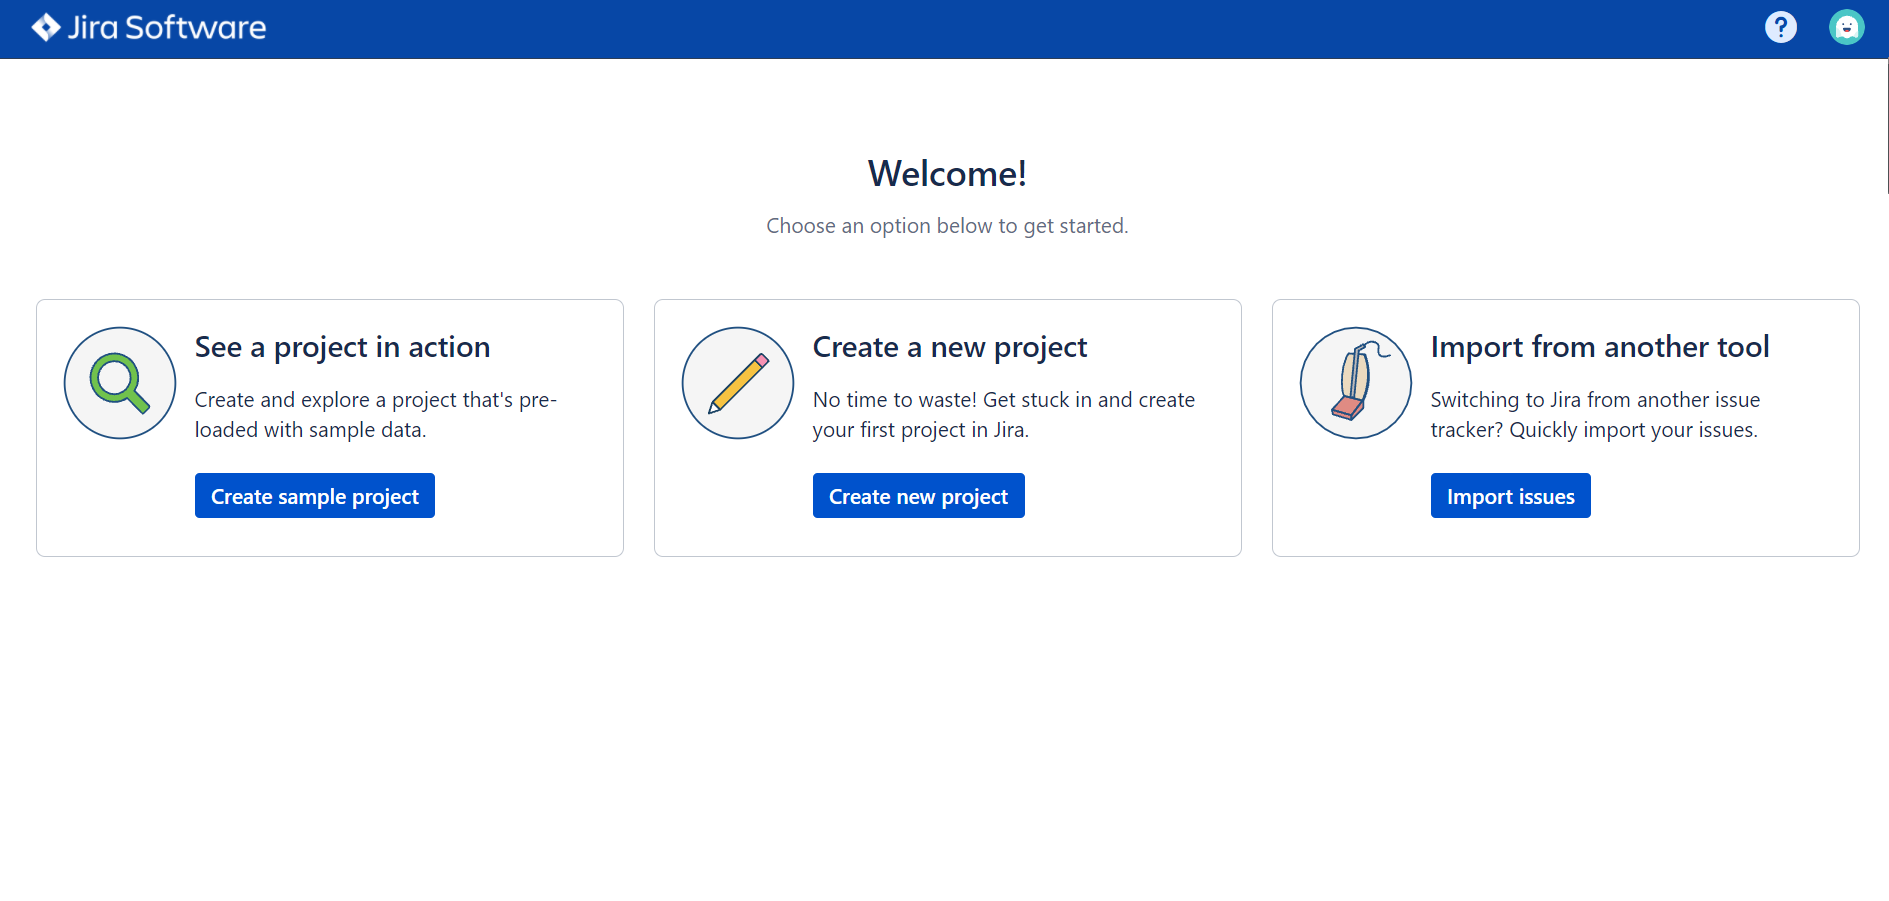 Jira Software
?
Welcome!
Choose an option below to get started.
See a project in action
Create and explore a project that's pre-
loaded with sample data.
Create sample project
Create a new project
No time to waste! Get stuck in and create
your first project in Jira.
Create new project
Import from another tool
Switching to Jira from another issue
tracker? Quickly import your issues.
Import issues